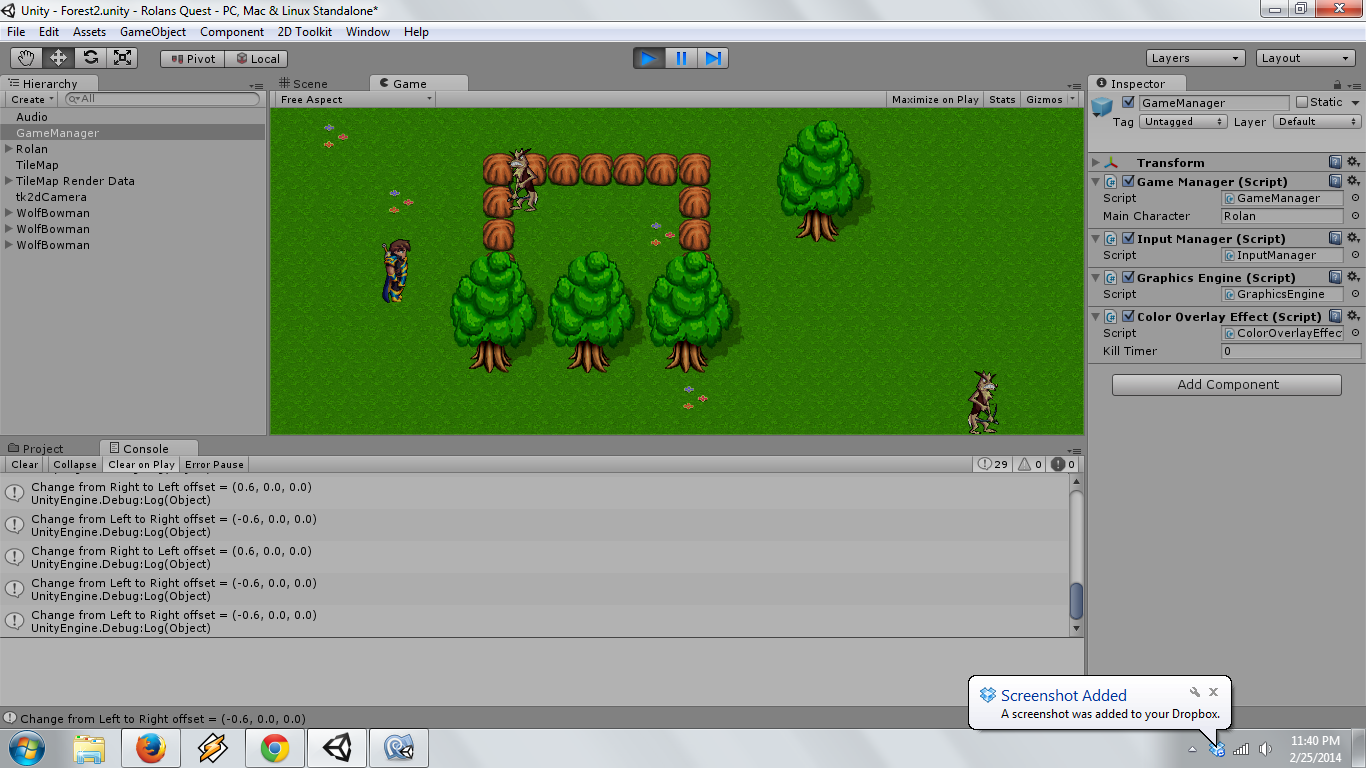 Unity - Forest2.unity - Rolans Quest - PC, Mac & Linux Standalone*
File Edit Assets GameObject Component 2D Toolkit Window Help
Pivot Local
Layers Layout
Hierarchy
Create All
Audio
GameManager
Rolan
TileMap
TileMap Render Data
tk2dCamera
WolfBowman
WolfBowman
WolfBowman
Scene Game
Free Aspect Maximize on Play Stats Gizmos
Inspector
GameManager Static
Tag Untagged Layer Default
Transform
Game Manager (Script)
Script GameManager
Main Character Rolan
Input Manager (Script)
Script InputManager
Graphics Engine (Script)
Script GraphicsEngine
Color Overlay Effect (Script)
Script ColorOverlayEffec
Kill Timer 0
Add Component
Project Console
Clear Collapse Clear on Play Error Pause 29 0 0
Change from Right to Left offset = (0.6, 0.0, 0.0)
UnityEngine.Debug:Log(Object)
Change from Left to Right offset = (-0.6, 0.0, 0.0)
UnityEngine.Debug:Log(Object)
Change from Right to Left offset = (0.6, 0.0, 0.0)
UnityEngine.Debug:Log(Object)
Change from Left to Right offset = (-0.6, 0.0, 0.0)
UnityEngine.Debug:Log(Object)
Change from Left to Right offset = (-0.6, 0.0, 0.0)
UnityEngine.Debug:Log(Object)
Screenshot Added
A screenshot was added to your Dropbox.
Change from Left to Right offset = (-0.6, 0.0, 0.0)
11:40 PM
2/25/2014